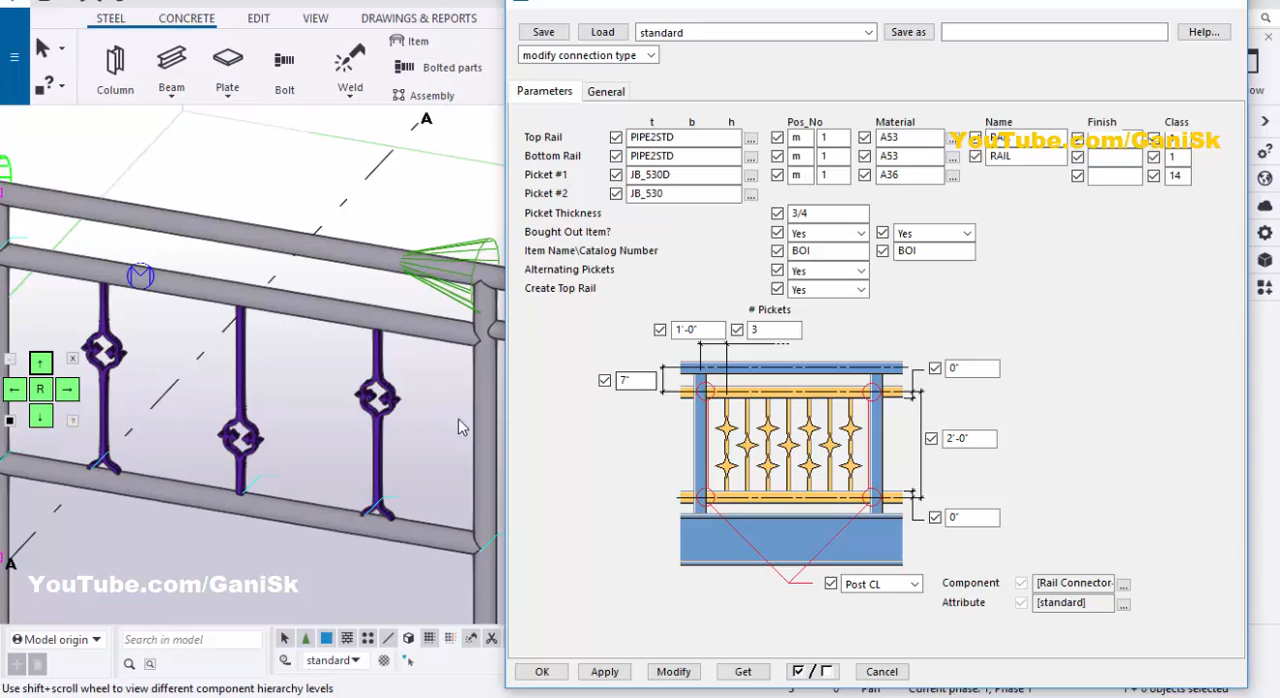 STEEL CONCRETE EDIT VIEW DRAWINGS & REPORTS
Column Beam Plate Bolt Weld
Item
Bolted parts
Assembly
A
R
X
?
A
YouTube.com/GaniSk
Model origin
Search in model
standard
Use shift+scroll wheel to view different component hierarchy levels
Save Load standard Save as Help...
modify connection type
Parameters General
t b h Pos_No Material Name Finish Class
Top Rail PIPE2STD ... m 1 A53
YouTube.com/GaniSk
Bottom Rail PIPE2STD ... m 1 A53 ... RAIL 1
Picket #1 JB_530D ... m 1 A36 ... 14
Picket #2 JB_530 ...
Picket Thickness 3/4
Bought Out Item? Yes Yes
Item Name\Catalog Number BOI BOI
Alternating Pickets Yes
Create Top Rail Yes
# Pickets
1'-0" 3
0"
7"
2'-0"
0"
Post CL
Component [Rail Connector- ...
Attribute [standard] ...
OK Apply Modify Get / Cancel